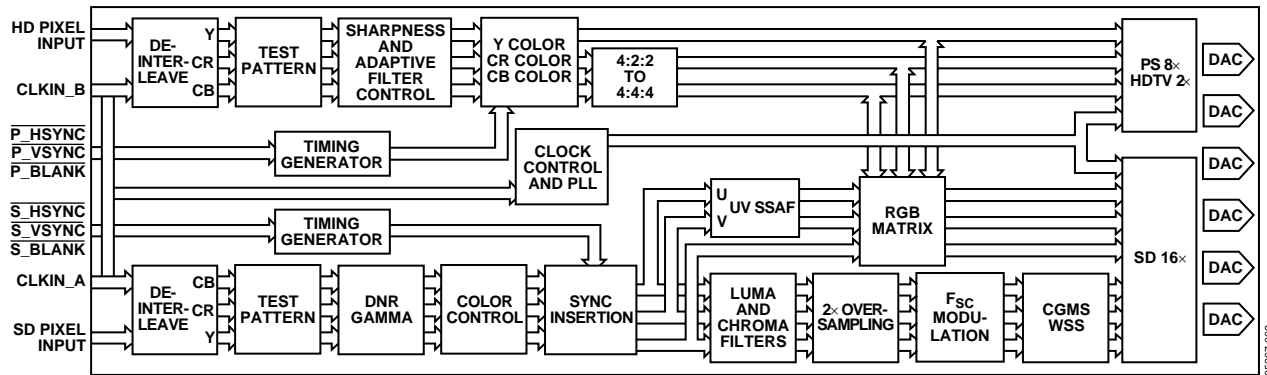 HD PIXEL
INPUT
CLKIN_B
P_HSYNC
P_VSYNC
P_BLANK
S_HSYNC
S_VSYNC
S_BLANK
CLKIN_A
SD PIXEL
INPUT
DE-
INTER-
LEAVE
Y
CR
CB
TEST
PATTERN
SHARPNESS
AND
ADAPTIVE
FILTER
CONTROL
Y COLOR
CR COLOR
CB COLOR
4:2:2
TO
4:4:4
PS 8×
HDTV 2×
TIMING
GENERATOR
CLOCK
CONTROL
AND PLL
TIMING
GENERATOR
U
V
UV SSAF
RGB
MATRIX
SD 16×
DE-
INTER-
LEAVE
CB
CR
Y
TEST
PATTERN
DNR
GAMMA
COLOR
CONTROL
SYNC
INSERTION
LUMA
AND
CHROMA
FILTERS
2× OVER-
SAMPLING
FSC
MODU-
LATION
CGMS
WSS
DAC
DAC
DAC
DAC
DAC
DAC